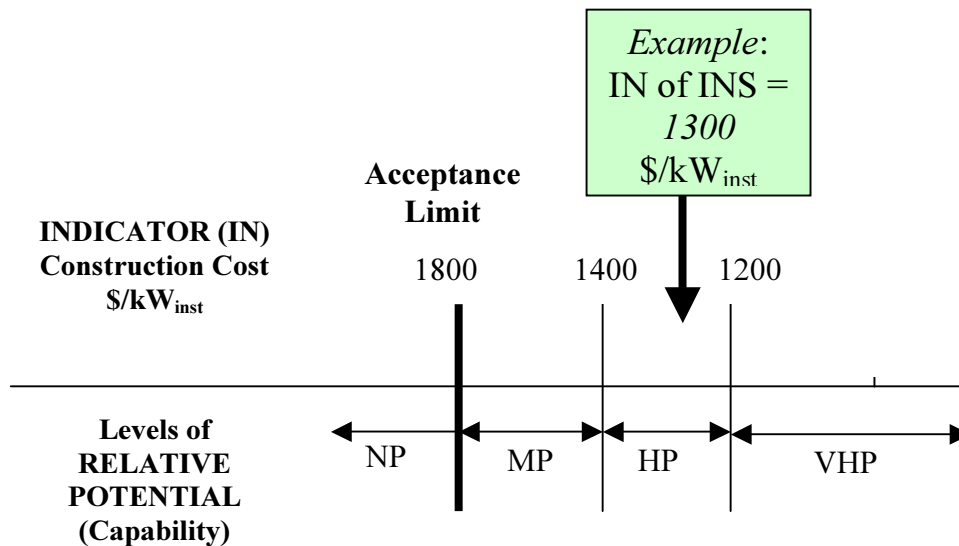 Example:
IN of INS =
1300
$/kWinst
Acceptance
Limit
INDICATOR (IN)
Construction Cost
$/kWinst
1800 1400 1200
Levels of
RELATIVE
POTENTIAL
(Capability)
NP MP HP VHP